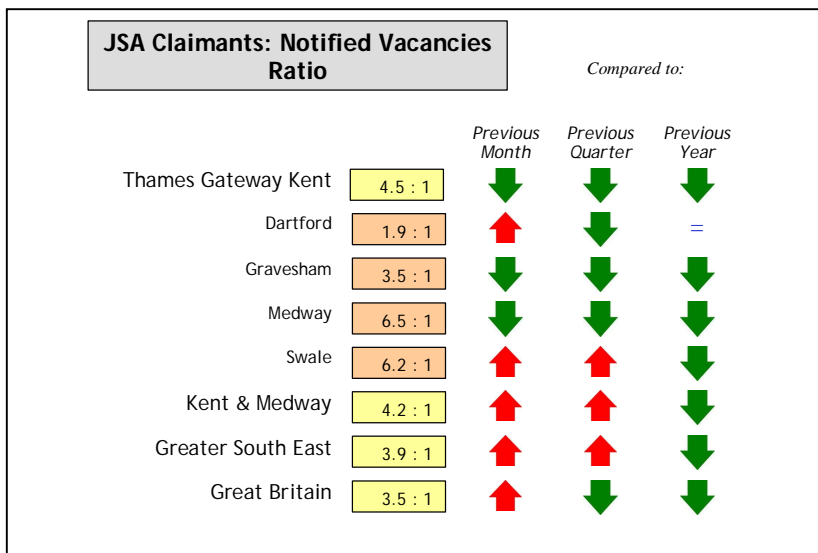 JSA Claimants: Notified Vacancies
Ratio
Compared to:
Previous Month
Previous Quarter
Previous Year
Thames Gateway Kent 4.5 : 1
Dartford 1.9 : 1 =
Gravesham 3.5 : 1
Medway 6.5 : 1
Swale 6.2 : 1
Kent & Medway 4.2 : 1
Greater South East 3.9 : 1
Great Britain 3.5 : 1